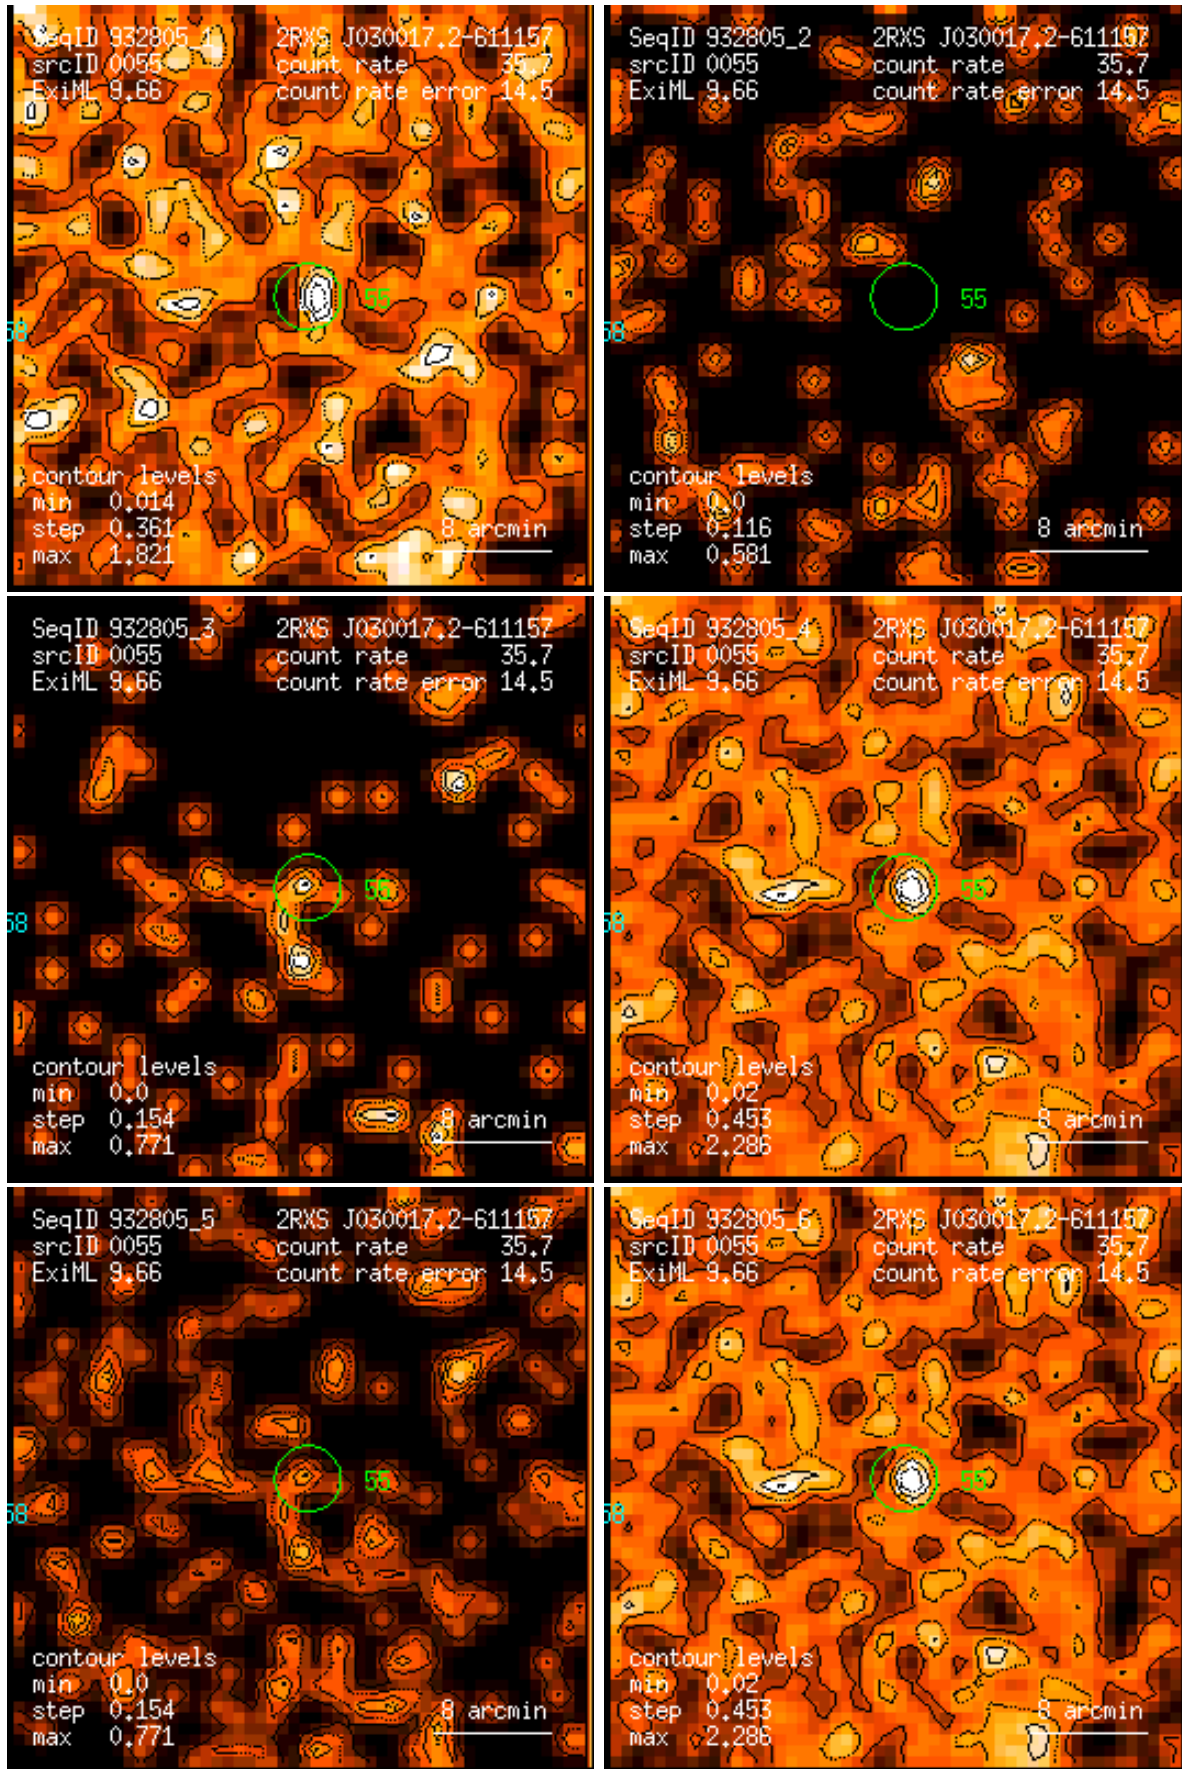 SeqID 932805_1 2RXS J030017.2-611157
srcID 0055 count rate 35.7
ExiML 9.66 count rate error 14.5
55
58
contour levels
min 0.014
step 0.361 8 arcmin
max 1.821
SeqID 932805_2 2RXS J030017.2-611157
srcID 0055 count rate 35.7
ExiML 9.66 count rate error 14.5
55
58
contour levels
min 0.0
step 0.116 8 arcmin
max 0.581
SeqID 932805_3 2RXS J030017.2-611157
srcID 0055 count rate 35.7
ExiML 9.66 count rate error 14.5
55
58
contour levels
min 0.0
step 0.154 8 arcmin
max 0.771
SeqID 932805_4 2RXS J030017.2-611157
srcID 0055 count rate 35.7
ExiML 9.66 count rate error 14.5
55
58
contour levels
min 0.02
step 0.453 8 arcmin
max 2.286
SeqID 932805_5 2RXS J030017.2-611157
srcID 0055 count rate 35.7
ExiML 9.66 count rate error 14.5
55
58
contour levels
min 0.0
step 0.154 8 arcmin
max 0.771
SeqID 932805_6 2RXS J030017.2-611157
srcID 0055 count rate 35.7
ExiML 9.66 count rate error 14.5
55
58
contour levels
min 0.02
step 0.453 8 arcmin
max 2.286